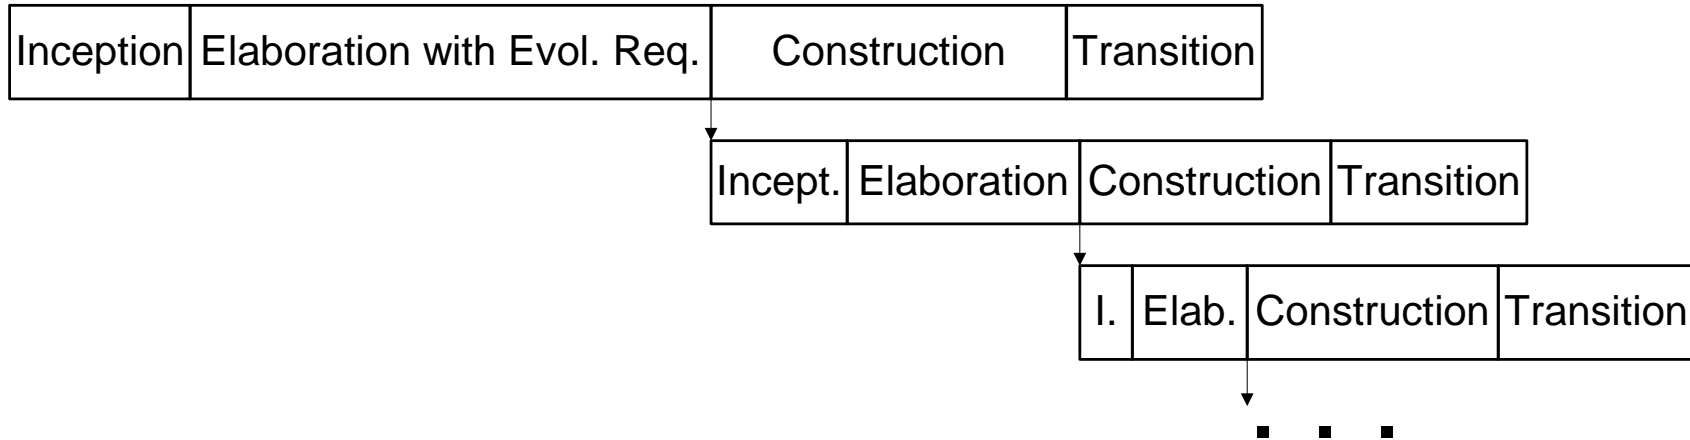 Inception Elaboration with Evol. Req. Construction Transition
Incept. Elaboration Construction Transition
I. Elab. Construction Transition
. . .